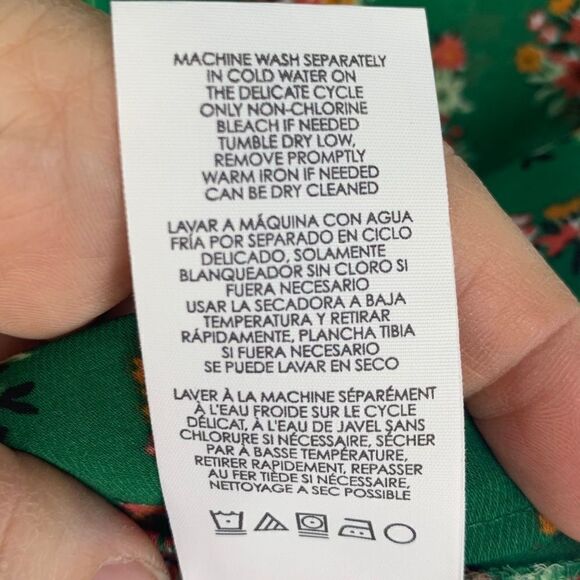 MACHINE WASH SEPARATELY
IN COLD WATER ON
THE DELICATE CYCLE
ONLY NON-CHLORINE
BLEACH IF NEEDED
TUMBLE DRY LOW,
REMOVE PROMPTLY
WARM IRON IF NEEDED
CAN BE DRY CLEANED
LAVAR A MÁQUINA CON AGUA
FRÍA POR SEPARADO EN CICLO
DELICADO, SOLAMENTE
BLANQUEADOR SIN CLORO SI
FUERA NECESARIO
USAR LA SECADORA A BAJA
TEMPERATURA Y RETIRAR
RÁPIDAMENTE, PLANCHA TIBIA
SI FUERA NECESARIO
SE PUEDE LAVAR EN SECO
LAVER À LA MACHINE SÉPARÉMENT
À L'EAU FROIDE SUR LE CYCLE
DÉLICAT, À L'EAU DE JAVEL SANS
CHLORURE SI NÉCESSAIRE, SÉCHER
PAR À BASSE TEMPÉRATURE,
RETIRER RAPIDEMENT, REPASSER
AU FER TIÈDE SI NÉCESSAIRE,
NETTOYAGE A SEC POSSIBLE